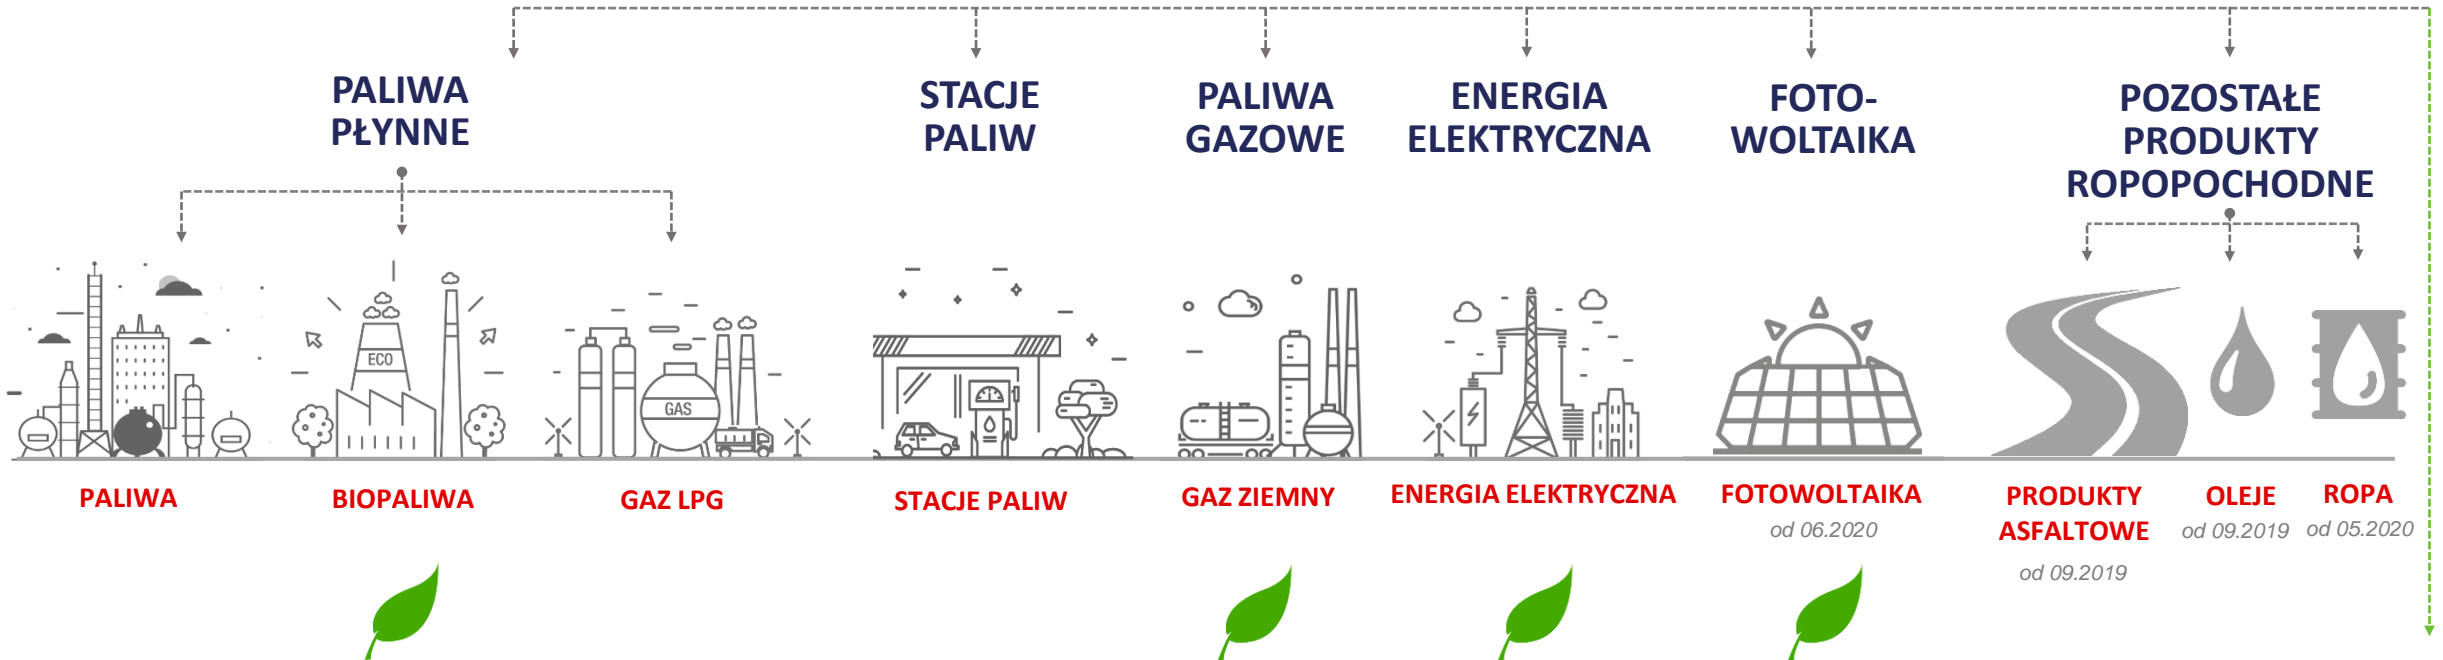 PALIWA
PŁYNNE
STACJE
PALIW
PALIWA
GAZOWE
ENERGIA
ELEKTRYCZNA
FOTO-
WOLTAIKA
POZOSTAŁE
PRODUKTY
ROPOPOCHODNE
ECO
GAS
PALIWA
BIOPALIWA
GAZ LPG
STACJE PALIW
GAZ ZIEMNY
ENERGIA ELEKTRYCZNA
FOTOWOLTAIKA
od 06.2020
PRODUKTY
ASFALTOWE
od 09.2019
OLEJE
od 09.2019
ROPA
od 05.2020